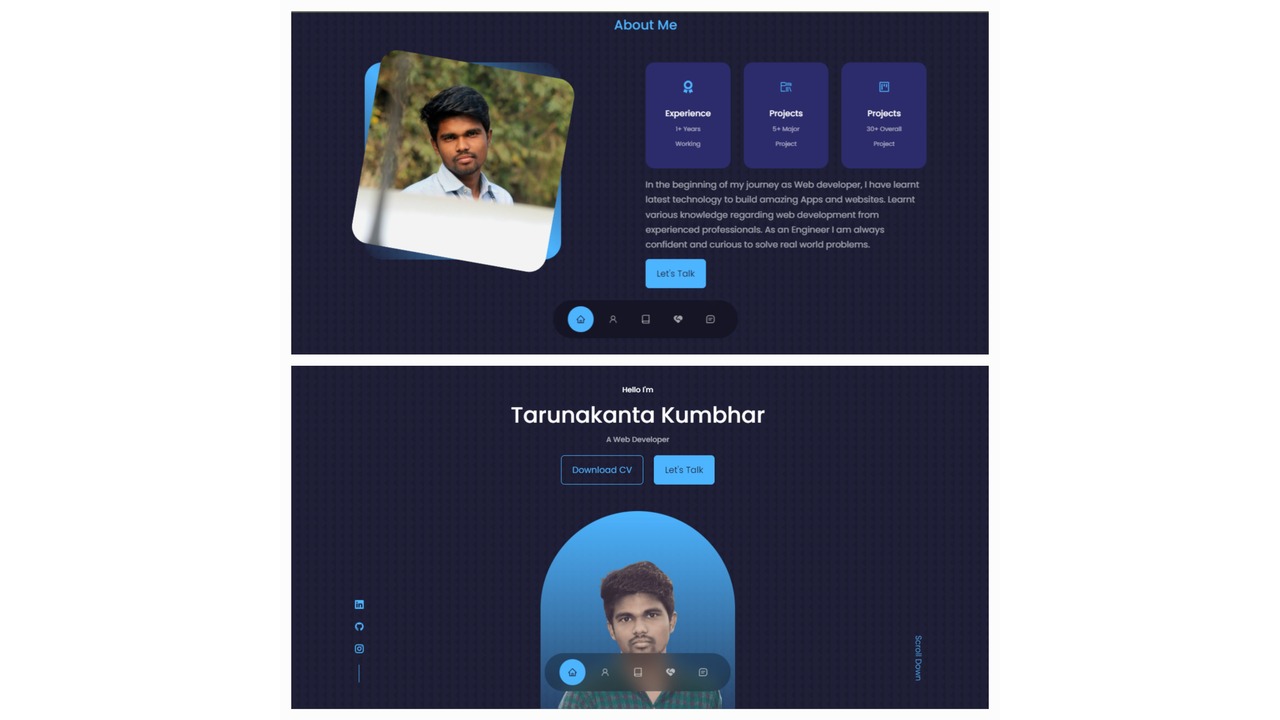 About Me
Experience
1+ Years
Working
Projects
5+ Major
Project
Projects
30+ Overall
Project
In the beginning of my journey as Web developer, I have learnt
latest technology to build amazing Apps and websites. Learnt
various knowledge regarding web development from
experienced professionals. As an Engineer I am always
confident and curious to solve real world problems.
Let's Talk
Hello I'm
Tarunakanta Kumbhar
A Web Developer
Download CV
Let's Talk
Scroll Down